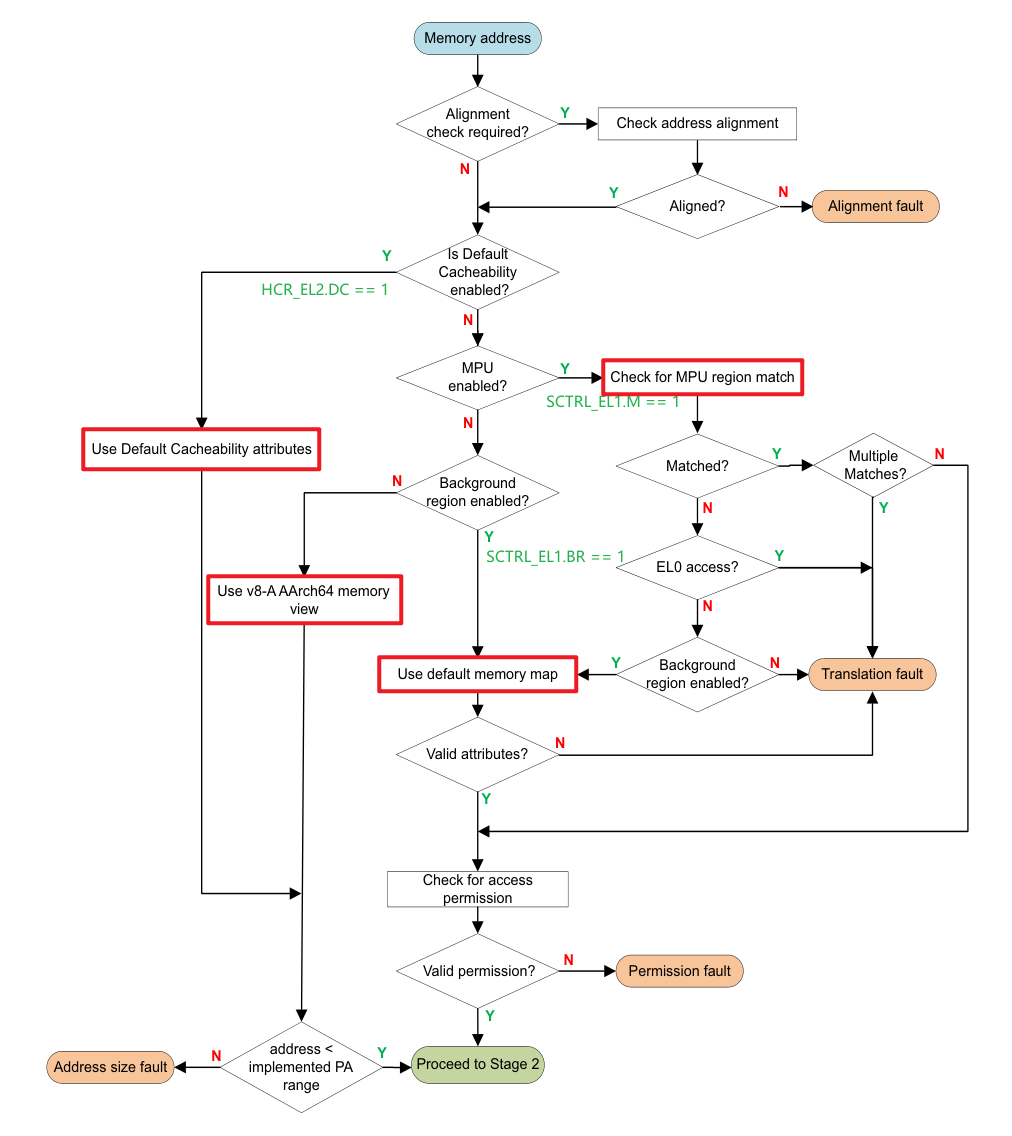 Memory address
Alignment
check required?
Y
Check address alignment
N
Y
Aligned?
N
Alignment fault
Y
Is Default
Cacheability
enabled?
HCR_EL2.DC == 1
N
MPU
enabled?
Y
Check for MPU region match
SCTRL_EL1.M == 1
N
Use Default Cacheability attributes
Matched?
Y
Multiple
Matches?
N
N
Background
region enabled?
Y
SCTRL_EL1.BR == 1
N
Y
EL0 access?
Y
Use v8-A AArch64 memory
view
N
Use default memory map
Y
Background
region enabled?
N
Translation fault
Valid attributes?
N
Y
Check for access
permission
Valid permission?
N
Permission fault
Y
address <
implemented PA
range
N
Address size fault
Y
Proceed to Stage 2